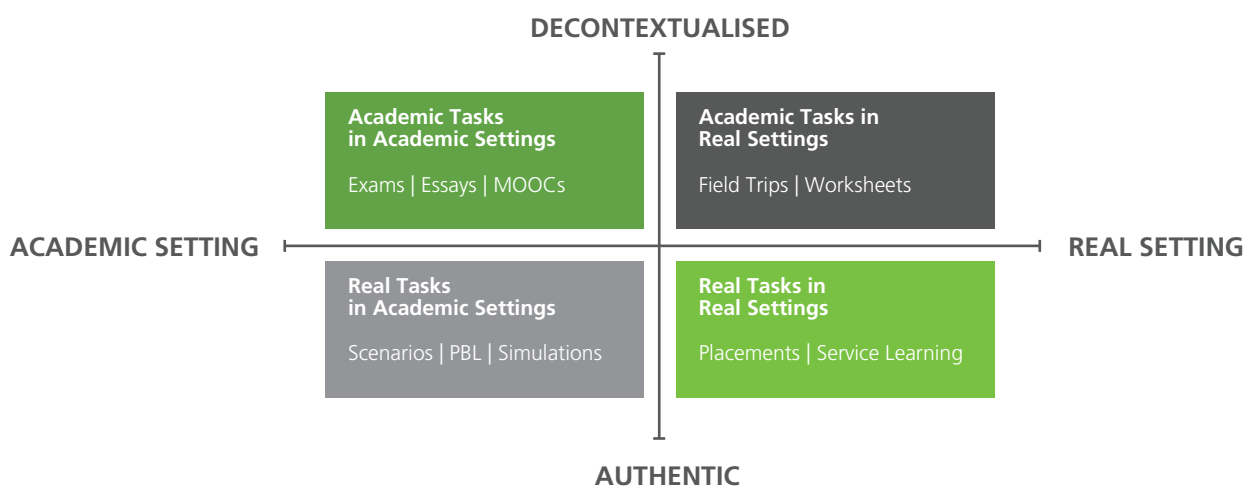 DECONTEXTUALISED
Academic Tasks
in Academic Settings
Exams | Essays | MOOCs
Academic Tasks in
Real Settings
Field Trips | Worksheets
ACADEMIC SETTING
REAL SETTING
Real Tasks
in Academic Settings
Scenarios | PBL | Simulations
Real Tasks in
Real Settings
Placements | Service Learning
AUTHENTIC